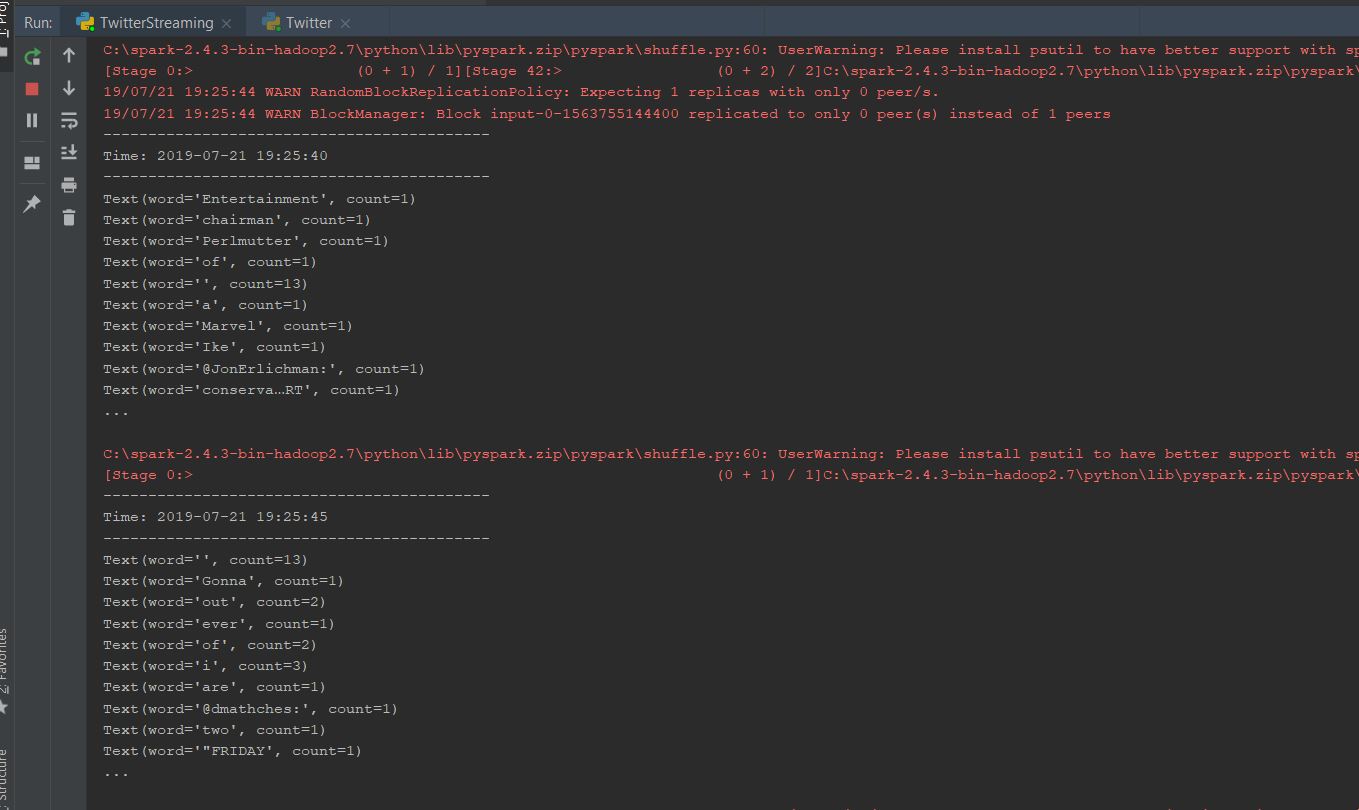 1: Proj
Run: TwitterStreaming Twitter
C:\spark-2.4.3-bin-hadoop2.7\python\lib\pyspark.zip\pyspark\shuffle.py:60: UserWarning: Please install psutil to have better support with sp
[Stage 0:> (0 + 1) / 1][Stage 42:> (0 + 2) / 2]C:\spark-2.4.3-bin-hadoop2.7\python\lib\pyspark.zip\pyspark\
19/07/21 19:25:44 WARN RandomBlockReplicationPolicy: Expecting 1 replicas with only 0 peer/s.
19/07/21 19:25:44 WARN BlockManager: Block input-0-1563755144400 replicated to only 0 peer(s) instead of 1 peers
-------------------------------------------
Time: 2019-07-21 19:25:40
-------------------------------------------
Text(word='Entertainment', count=1)
Text(word='chairman', count=1)
Text(word='Perlmutter', count=1)
Text(word='of', count=1)
Text(word='', count=13)
Text(word='a', count=1)
Text(word='Marvel', count=1)
Text(word='Ike', count=1)
Text(word='@JonErlichman:', count=1)
Text(word='conserva…RT', count=1)
...
C:\spark-2.4.3-bin-hadoop2.7\python\lib\pyspark.zip\pyspark\shuffle.py:60: UserWarning: Please install psutil to have better support with sp
[Stage 0:> (0 + 1) / 1]C:\spark-2.4.3-bin-hadoop2.7\python\lib\pyspark.zip\pyspark\
-------------------------------------------
Time: 2019-07-21 19:25:45
-------------------------------------------
Text(word='', count=13)
Text(word='Gonna', count=1)
Text(word='out', count=2)
Text(word='ever', count=1)
Text(word='of', count=2)
Text(word='i', count=3)
Text(word='are', count=1)
Text(word='@dmathches:', count=1)
Text(word='two', count=1)
Text(word='"FRIDAY', count=1)
...
2: Favorites
Structure